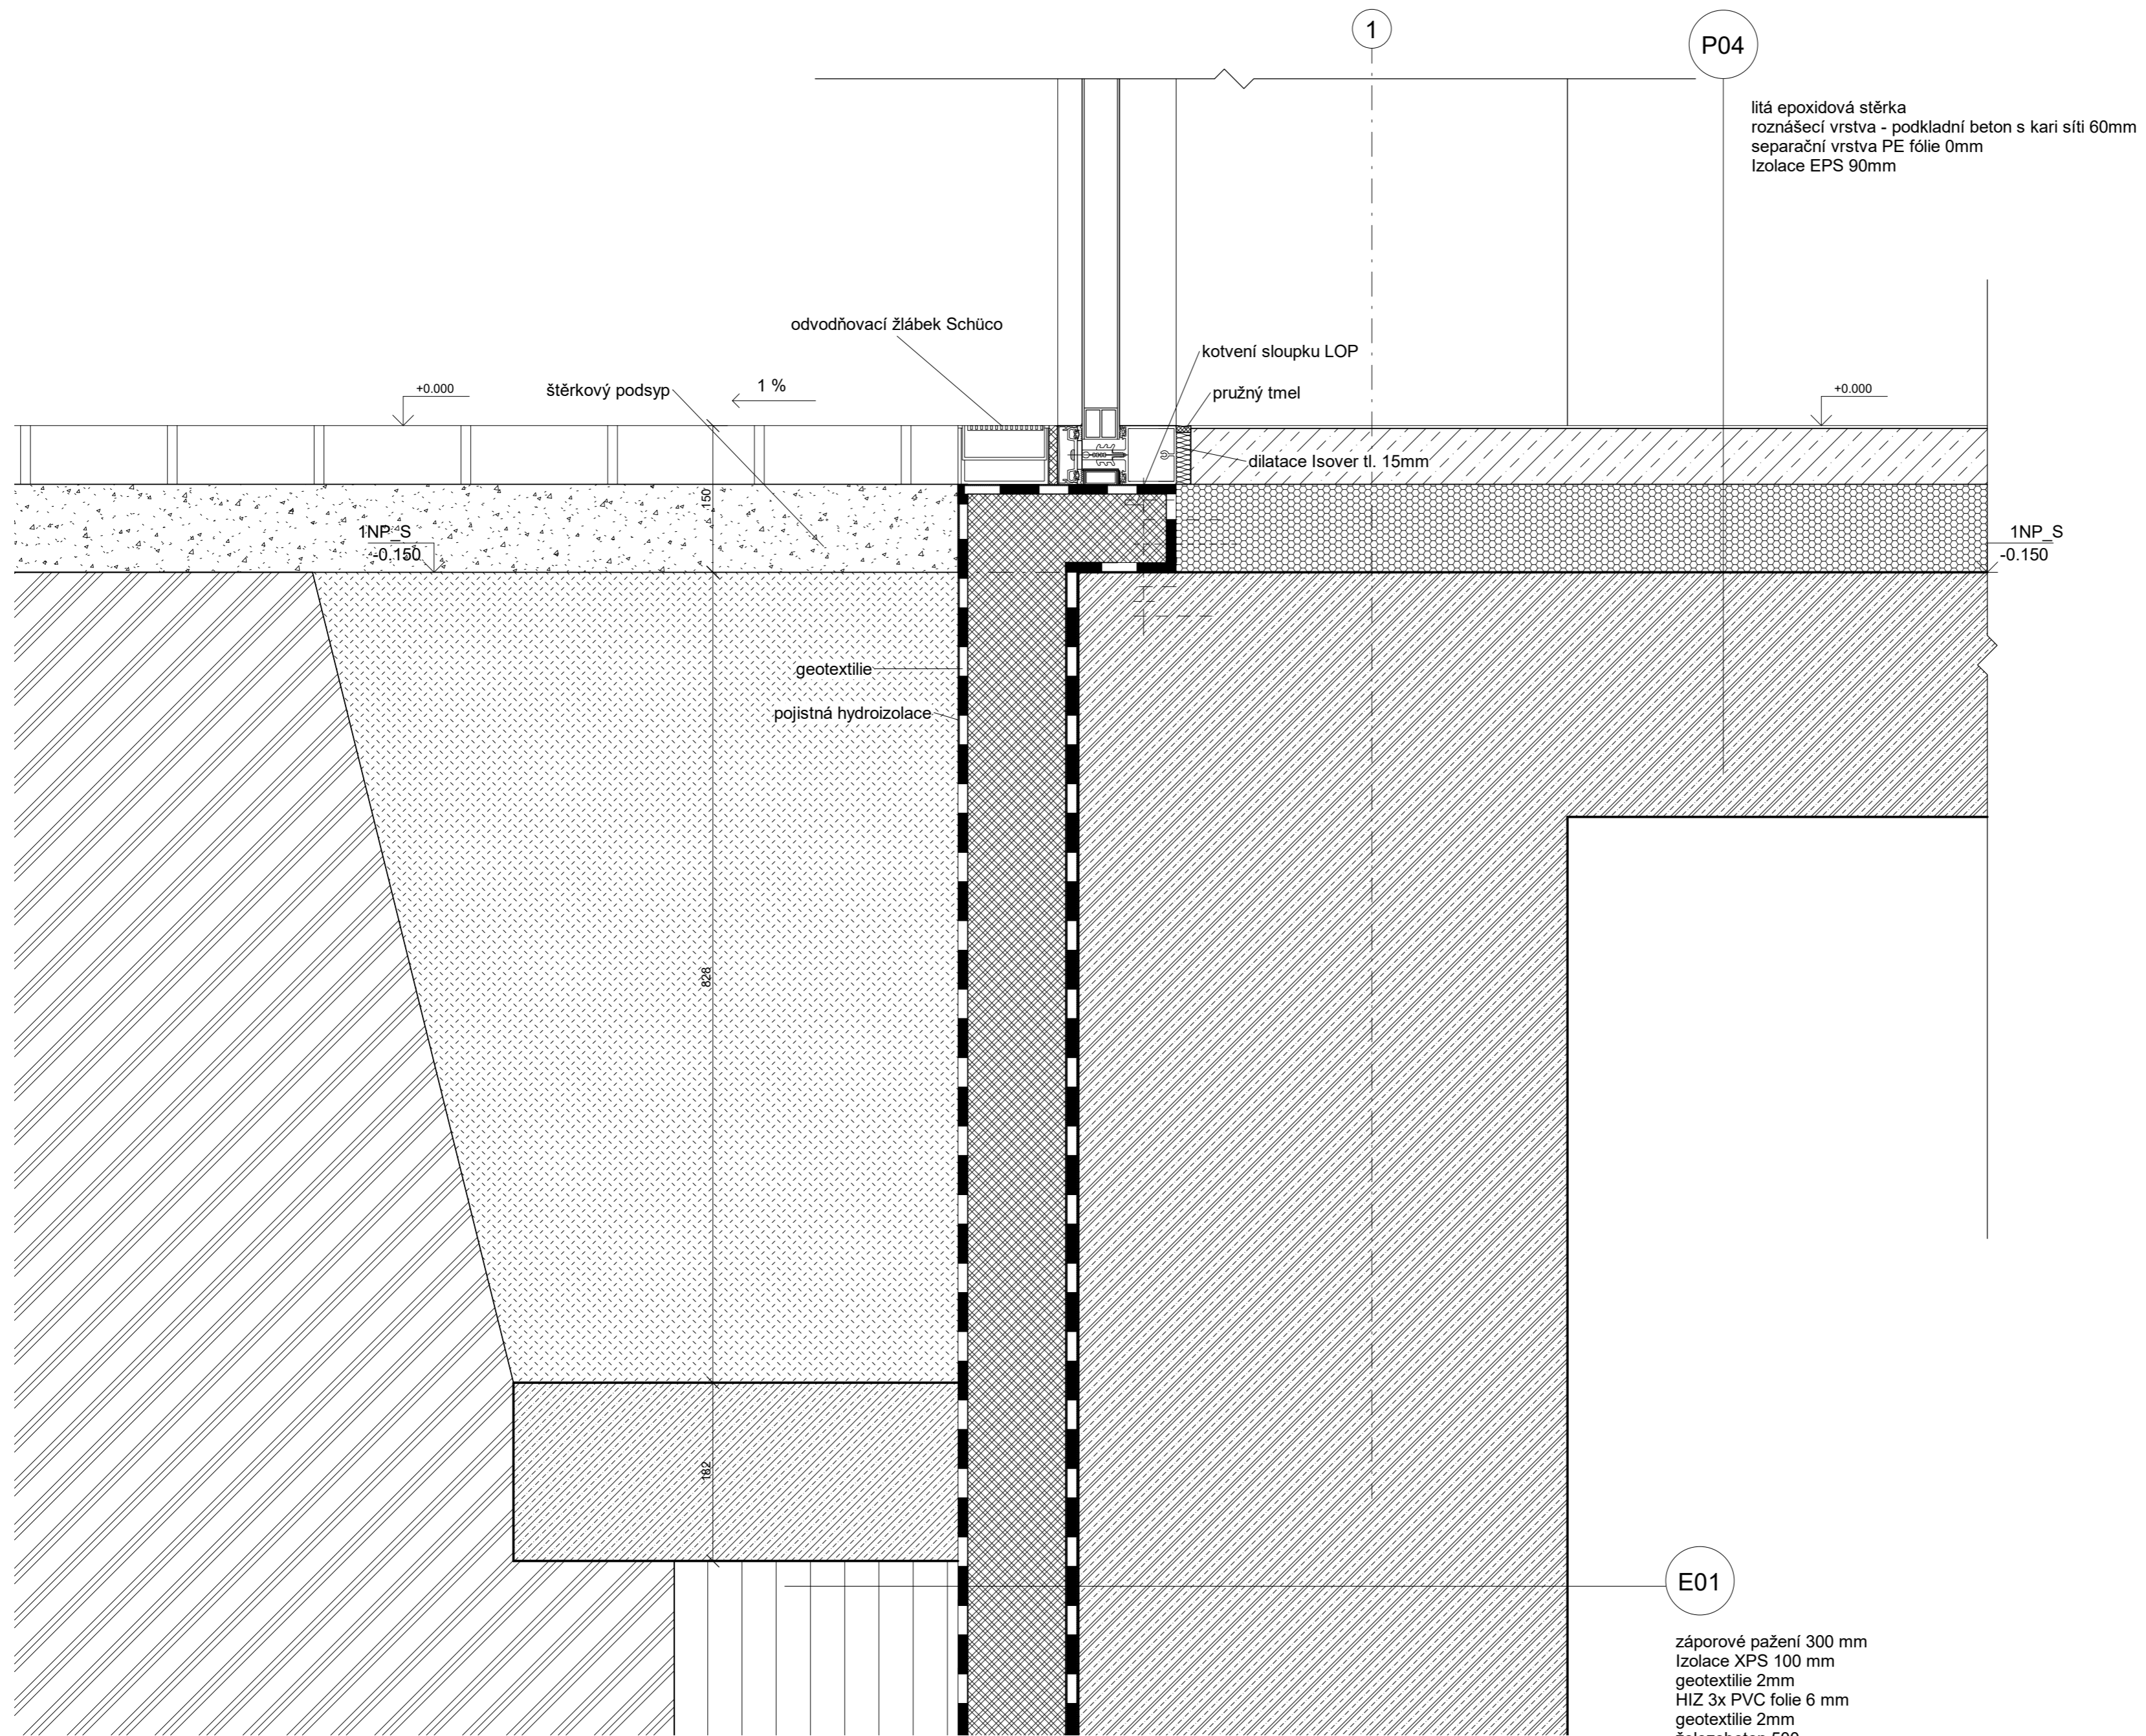 1
P04
litá epoxidová stěrka
roznášecí vrstva - podkladní beton s kari síti 60mm
separační vrstva PE fólie 0mm
Izolace EPS 90mm
odvodňovací žlábek Schüco
kotvení sloupku LOP
štěrkový podsyp
1 %
+0.000
pružný tmel
+0.000
dilatace Isover tl. 15mm
150
1NP_S
-0.150
1NP_S
-0.150
geotextilie
pojistná hydroizolace
828
182
E01
záporové pažení 300 mm
Izolace XPS 100 mm
geotextilie 2mm
HIZ 3x PVC folie 6 mm
geotextilie 2mm